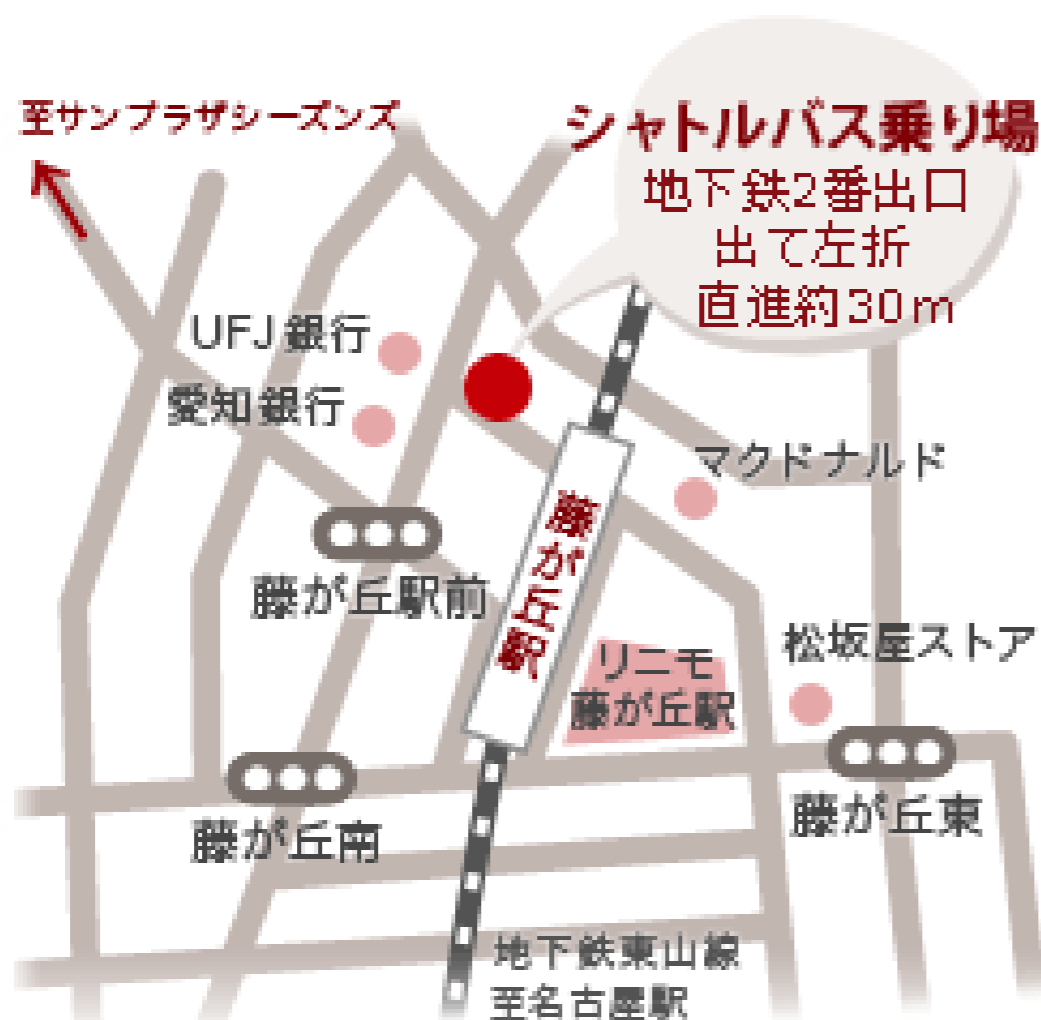 至サンプラザシーズンズ
シャトルバス乗り場
地下鉄2番出口
出て左折
直進約30m
UFJ銀行
愛知銀行
マクドナルド
藤が丘駅
藤が丘駅前
松坂屋ストア
リニモ
藤が丘駅
藤が丘南
藤が丘東
地下鉄東山線
至名古屋駅